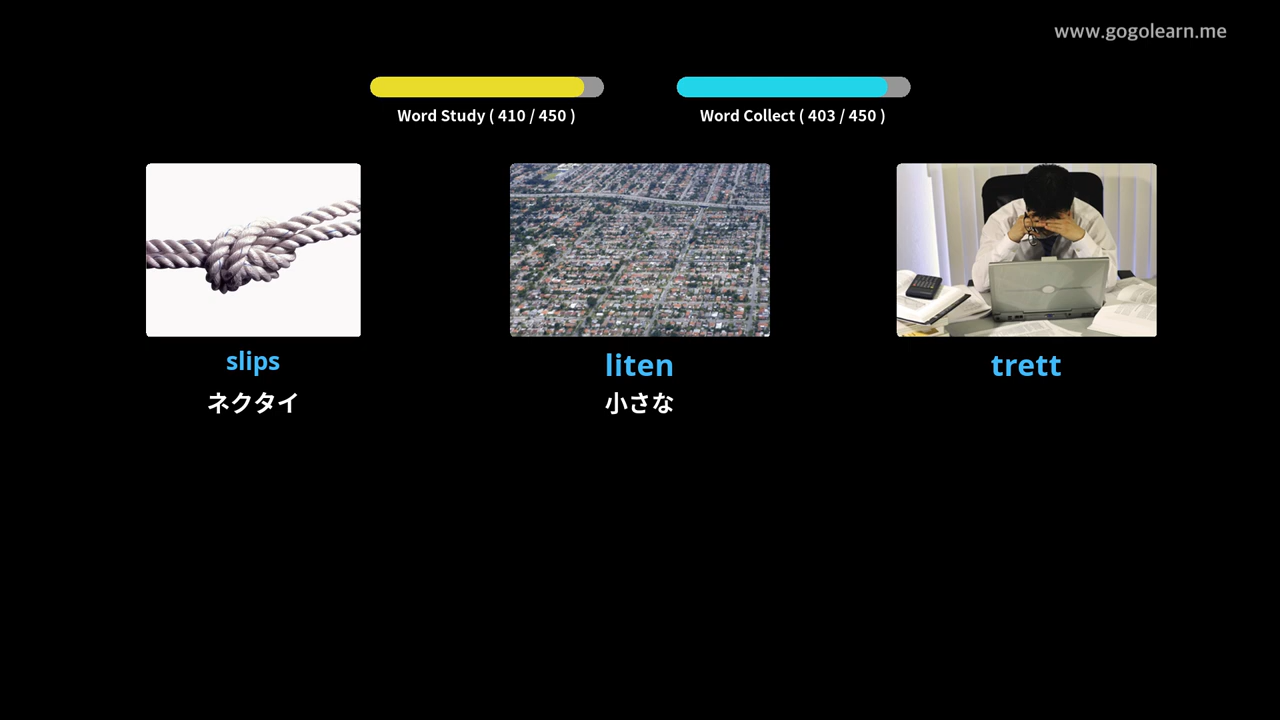 www.gogolearn.me
Word Study ( 410 / 450 )
Word Collect ( 403 / 450 )
slips
ネクタイ
liten
小さな
trett